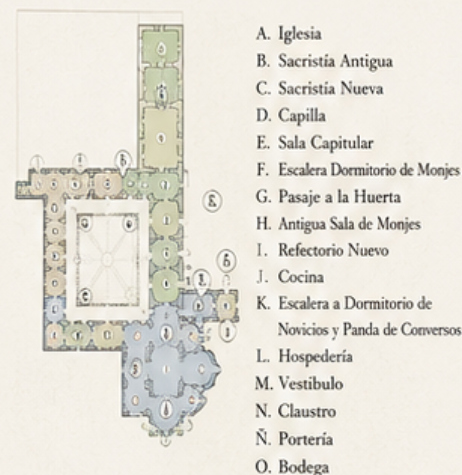 A. Iglesia
B. Sacristía Antigua
C. Sacristía Nueva
D. Capilla
E. Sala Capitular
F. Escalera Dormitorio de Monjes
G. Pasaje a la Huerta
H. Antigua Sala de Monjes
I. Refectorio Nuevo
J. Cocina
K. Escalera a Dormitorio de
Novicios y Panda de Conversos
L. Hospedería
M. Vestibulo
N. Claustro
Ñ. Portería
O. Bodega